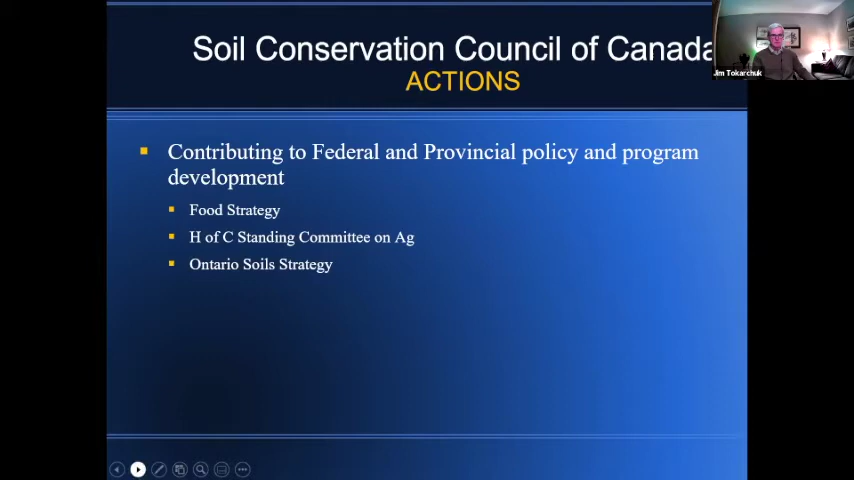 Soil Conservation Council of Canada
ACTIONS
Jim Tokarchuk
Contributing to Federal and Provincial policy and program
development
Food Strategy
H of C Standing Committee on Ag
Ontario Soils Strategy